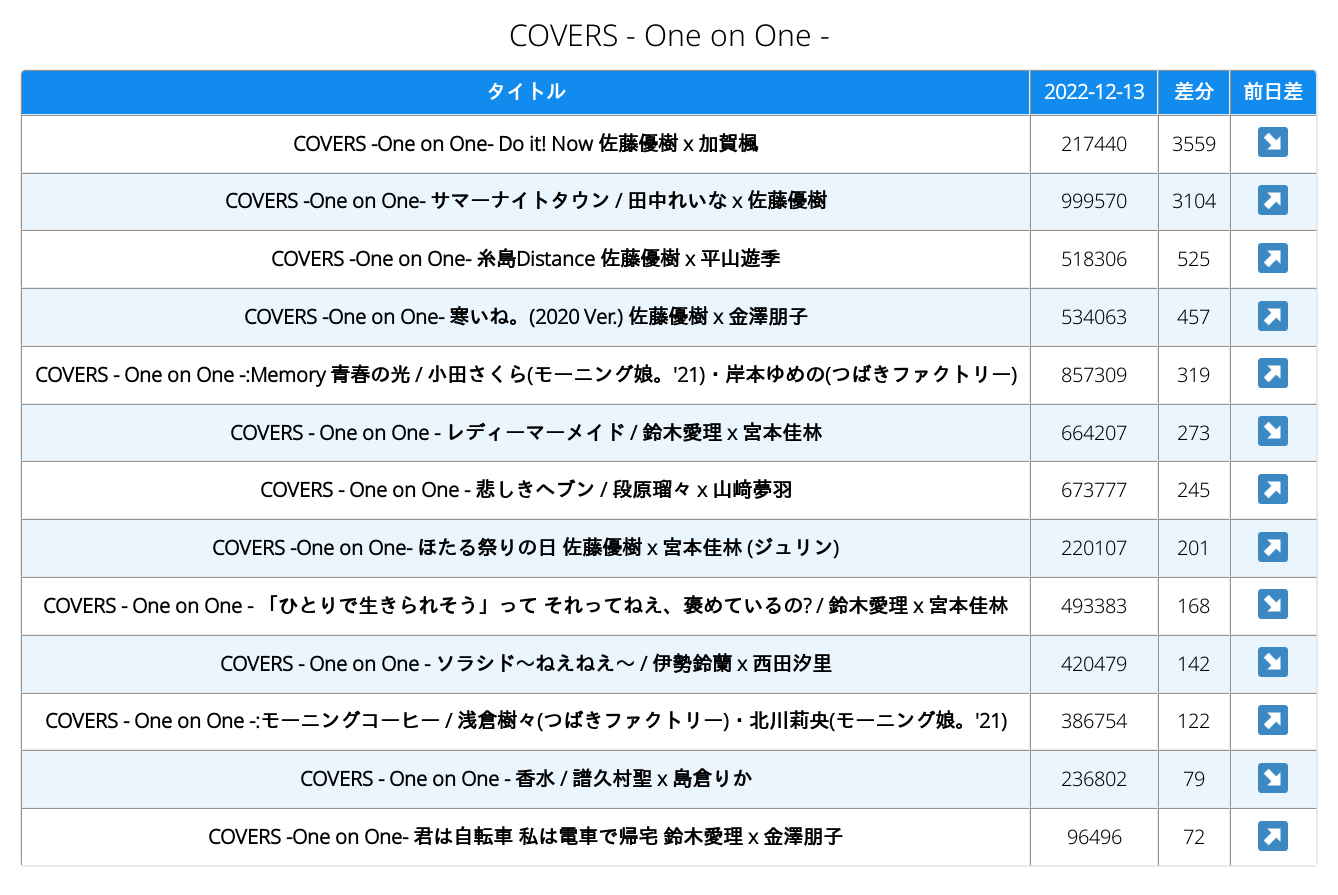 COVERS - One on One -
タイトル 2022-12-13 差分 前日差
COVERS -One on One- Do it! Now 佐藤優樹 x 加賀楓 217440 3559 ↘
COVERS -One on One- サマーナイトタウン / 田中れいな x 佐藤優樹 999570 3104 ↗
COVERS -One on One- 糸島Distance 佐藤優樹 x 平山遊季 518306 525 ↗
COVERS -One on One- 寒いね。(2020 Ver.) 佐藤優樹 x 金澤朋子 534063 457 ↗
COVERS - One on One -:Memory 青春の光 / 小田さくら(モーニング娘。'21)・岸本ゆめの(つばきファクトリー) 857309 319 ↗
COVERS - One on One - レディーマーメイド / 鈴木愛理 x 宮本佳林 664207 273 ↘
COVERS - One on One - 悲しきヘブン / 段原瑠々 x 山﨑夢羽 673777 245 ↗
COVERS -One on One- ほたる祭りの日 佐藤優樹 x 宮本佳林 (ジュリン) 220107 201 ↗
COVERS - One on One - 「ひとりで生きられそう」って それってねえ、褒めているの? / 鈴木愛理 x 宮本佳林 493383 168 ↘
COVERS - One on One - ソラシド〜ねえねえ〜 / 伊勢鈴蘭 x 西田汐里 420479 142 ↘
COVERS - One on One -:モーニングコーヒー / 浅倉樹々(つばきファクトリー)・北川莉央(モーニング娘。'21) 386754 122 ↗
COVERS - One on One - 香水 / 譜久村聖 x 島倉りか 236802 79 ↘
COVERS -One on One- 君は自転車 私は電車で帰宅 鈴木愛理 x 金澤朋子 96496 72 ↗